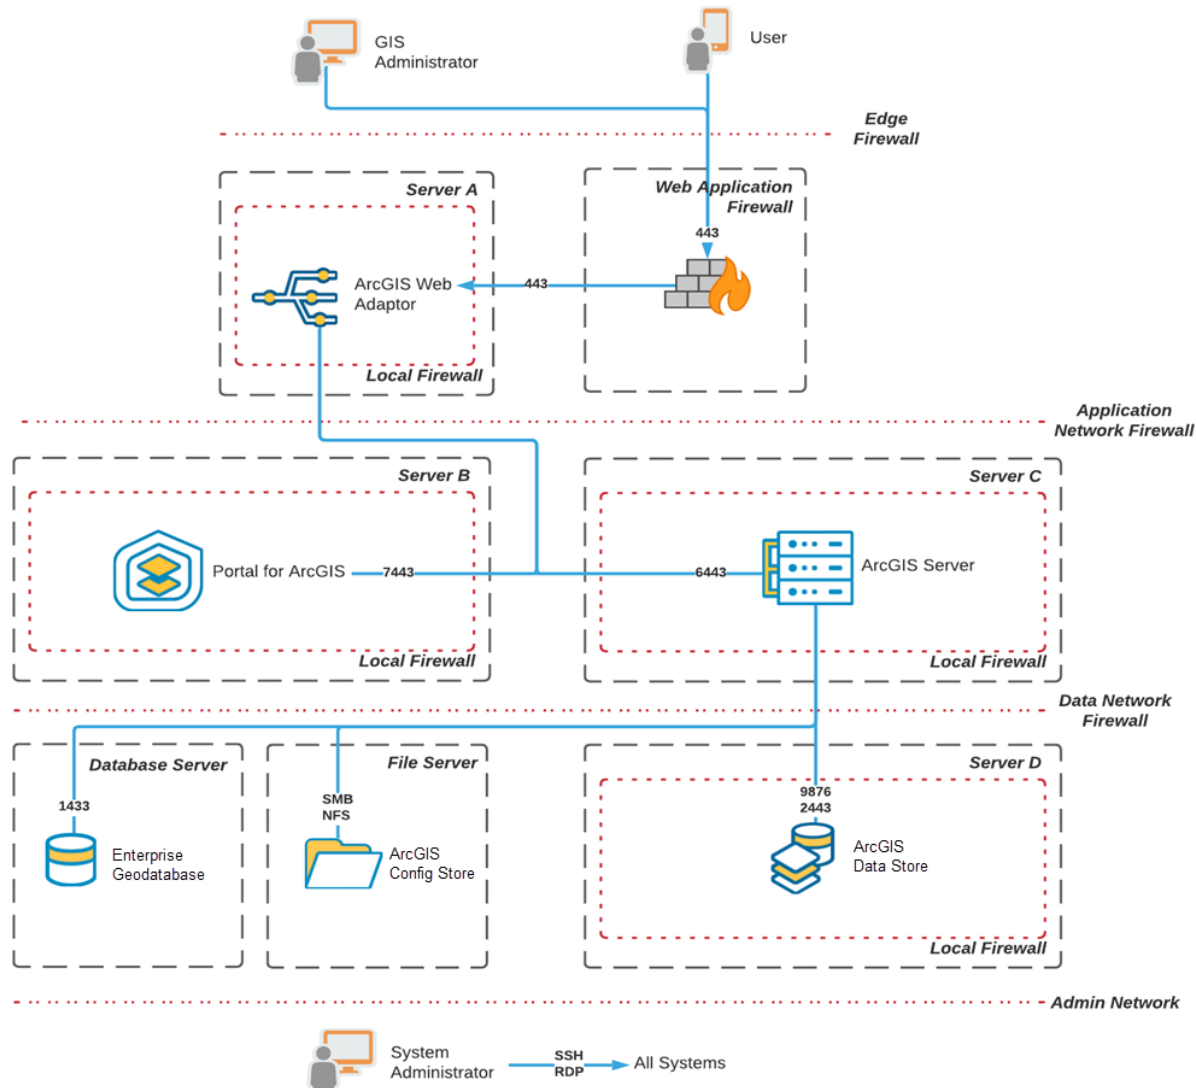 GIS
Administrator
User
Edge
Firewall
Server A
Web Application
Firewall
443
ArcGIS Web
Adaptor
443
Local Firewall
Application
Network Firewall
Server B
Server C
Portal for ArcGIS
7443
6443
ArcGIS Server
Local Firewall
Local Firewall
Data Network
Firewall
Database Server
File Server
Server D
1433
SMB
NFS
9876
2443
Enterprise
Geodatabase
ArcGIS
Config Store
ArcGIS
Data Store
Local Firewall
Admin Network
System
Administrator
SSH
RDP
All Systems